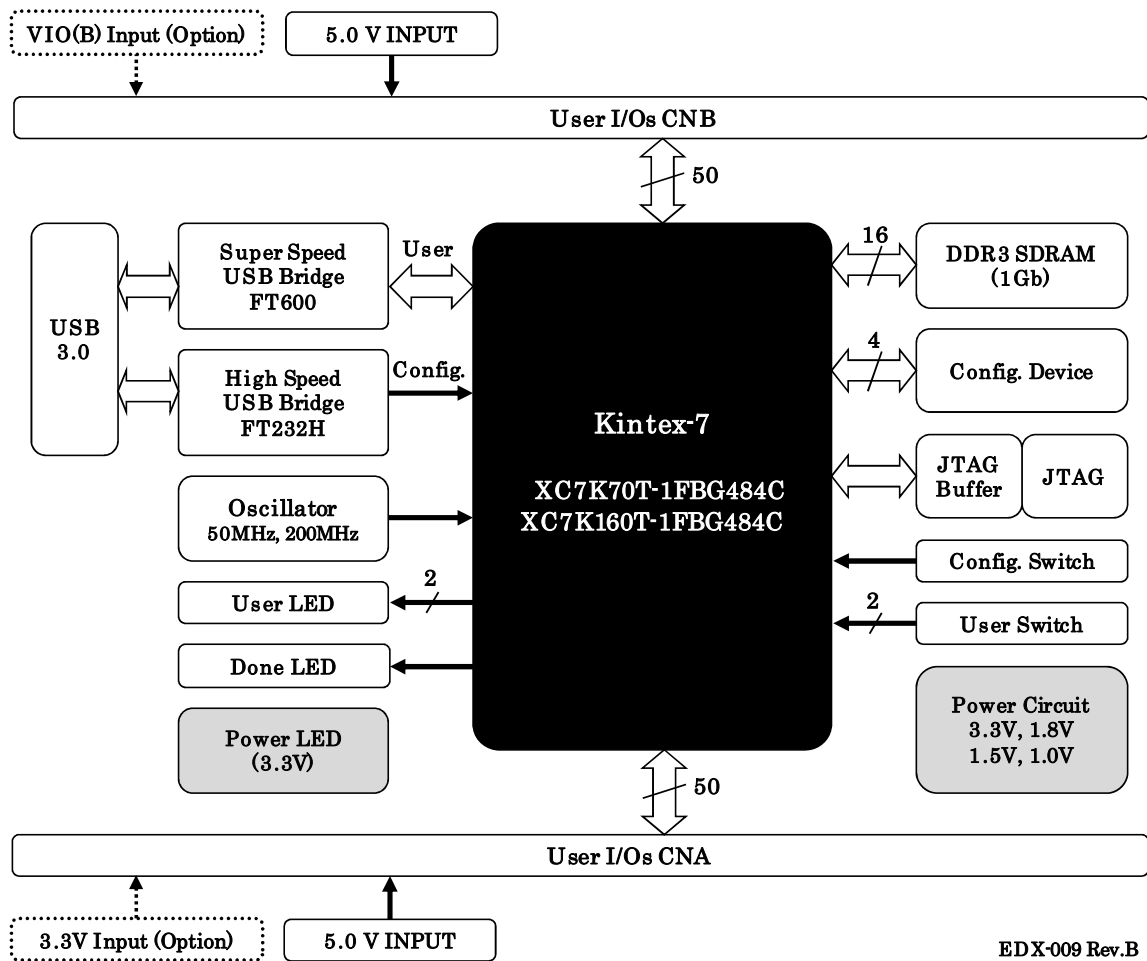 VIO(B) Input (Option)
5.0 V INPUT
User I/Os CNB
50
USB
3.0
Super Speed
USB Bridge
FT600
User
High Speed
USB Bridge
FT232H
Config.
Oscillator
50MHz, 200MHz
User LED
2
Done LED
Power LED
(3.3V)
Kintex-7
XC7K70T-1FBG484C
XC7K160T-1FBG484C
16
DDR3 SDRAM
(1Gb)
4
Config. Device
JTAG
Buffer
JTAG
Config. Switch
2
User Switch
Power Circuit
3.3V, 1.8V
1.5V, 1.0V
50
User I/Os CNA
3.3V Input (Option)
5.0 V INPUT
EDX-009 Rev.B